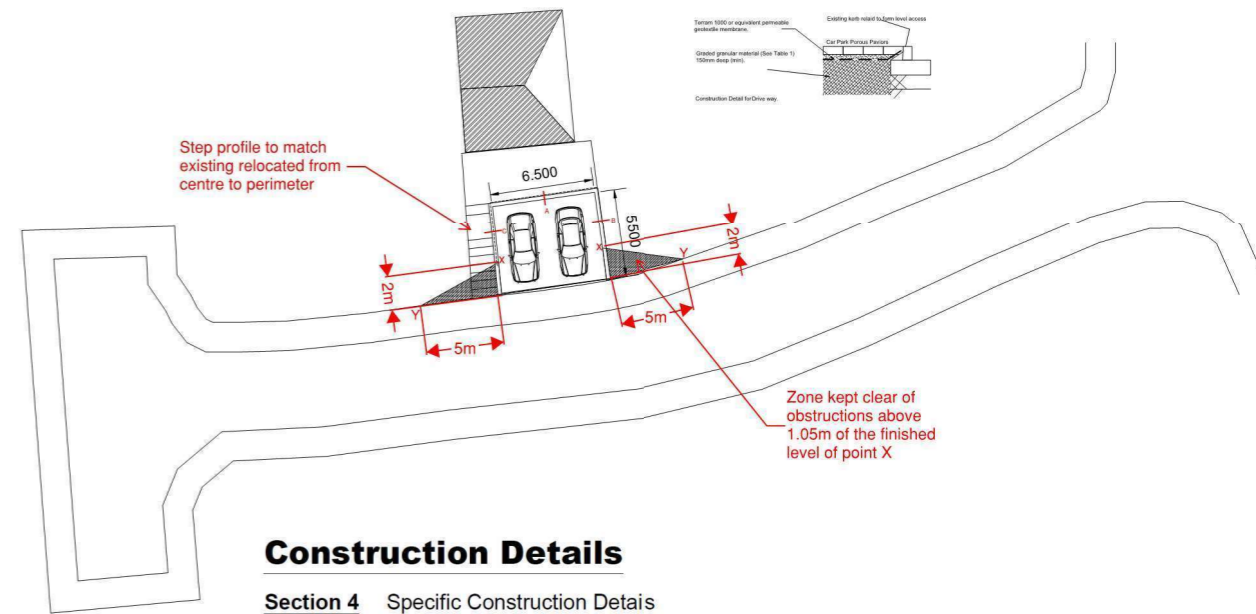 Terram 1000 or equivalent permeable
geotextile membrane.
Existing kerb relaid to form level access
Car Park Porous Paviors
Graded granular material (See Table 1)
150mm deep (min).
Construction Detail for Drive way.
Step profile to match
existing relocated from
centre to perimeter
6.500
A
B
C
5500
X
X
Y
Y
2m
2m
5m
5m
Zone kept clear of
obstructions above
1.05m of the finished
level of point X
Construction Details
Section 4 Specific Construction Detais